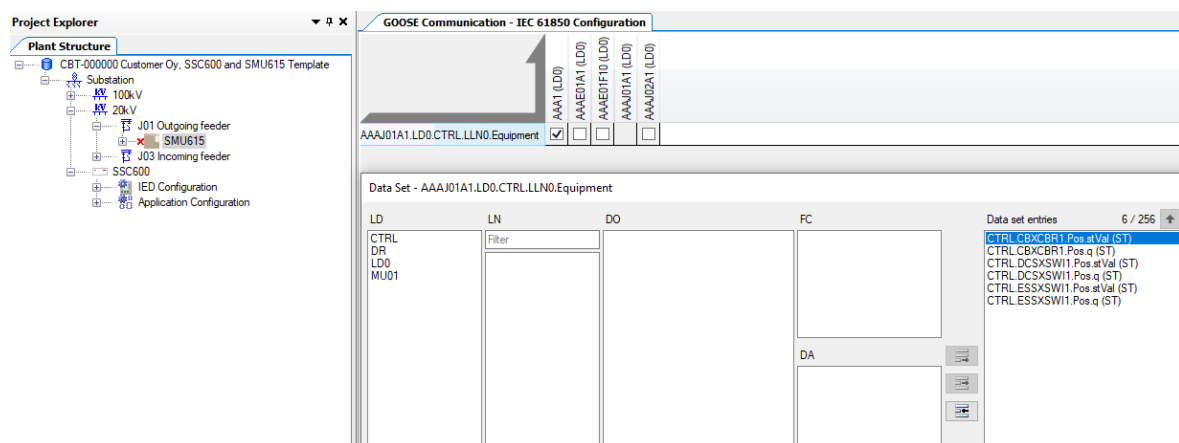 Project Explorer
Plant Structure
CBT-000000 Customer Oy, SSC600 and SMU615 Template
Substation
100kV
20kV
J01 Outgoing feeder
SMU615
J03 Incoming feeder
SSC600
IED Configuration
Application Configuration
GOOSE Communication - IEC 61850 Configuration
AAA1 (LD0)
AAAE01A1 (LD0)
AAAE01F10 (LD0)
AAAJ01A1 (LD0)
AAAJ02A1 (LD0)
AAAJ01A1.LD0.CTRL.LLN0.Equipment
Data Set - AAAJ01A1.LD0.CTRL.LLN0.Equipment
LD LN DO FC Data set entries 6 / 256
CTRL
DR
LD0
MU01
Filter
CTRL.CBXCBR1.Pos.stVal (ST)
CTRL.CBXCBR1.Pos.q (ST)
CTRL.DCSXSWI1.Pos.stVal (ST)
CTRL.DCSXSWI1.Pos.q (ST)
CTRL.ESSXSWI1.Pos.stVal (ST)
CTRL.ESSXSWI1.Pos.q (ST)
DA